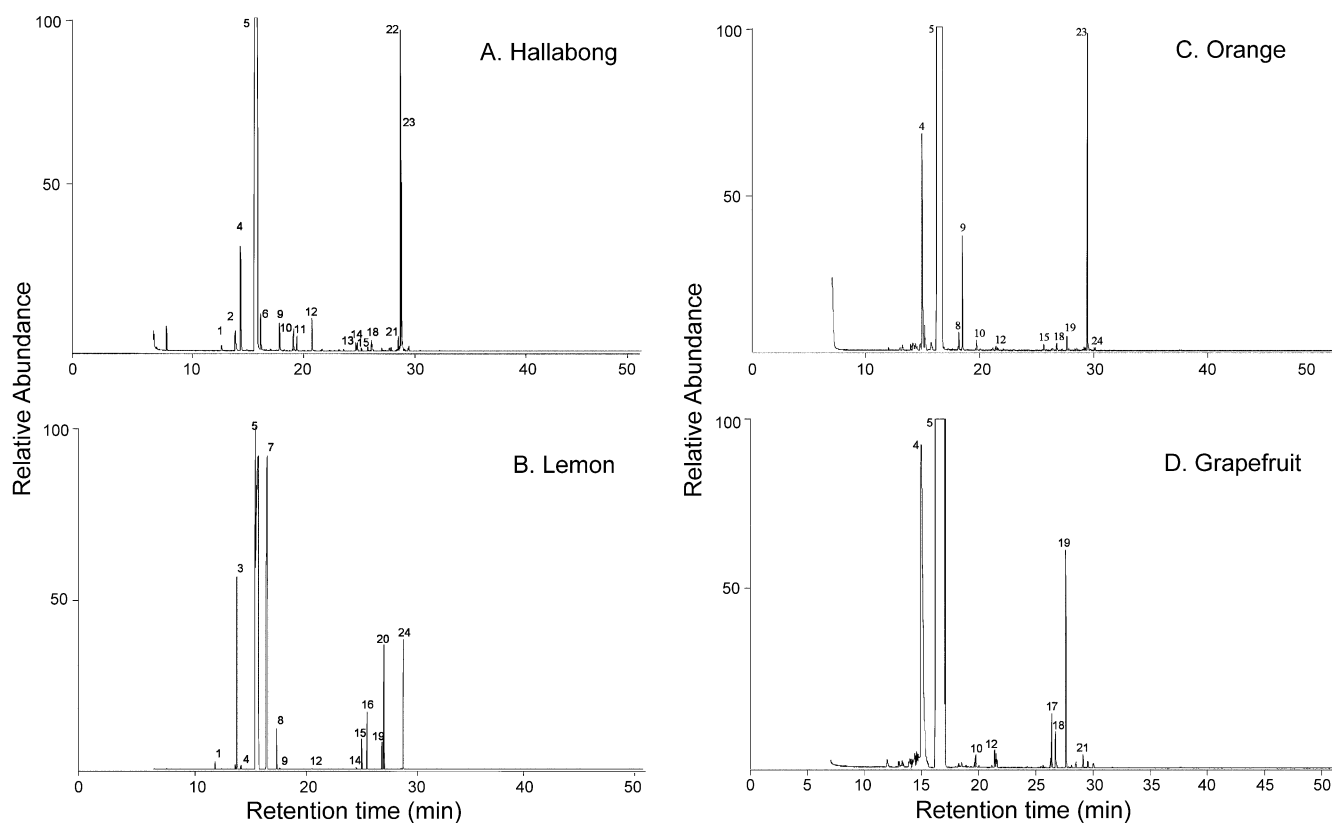 A. Hallabong
100
50
0 10 20 30 40 50
1 2 4 5 6 9 10 11 12 13 14 15 18 21 22 23
C. Orange
100
50
0 10 20 30 40 50
4 5 8 9 10 12 15 18 19 23 24
B. Lemon
100
50
0 10 20 30 40 50
1 3 4 5 7 8 9 12 14 15 16 19 20 24
D. Grapefruit
100
50
0 5 10 15 20 25 30 35 40 45 50
4 5 10 12 17 18 19 21
Relative Abundance
Relative Abundance
Retention time (min)
Retention time (min)